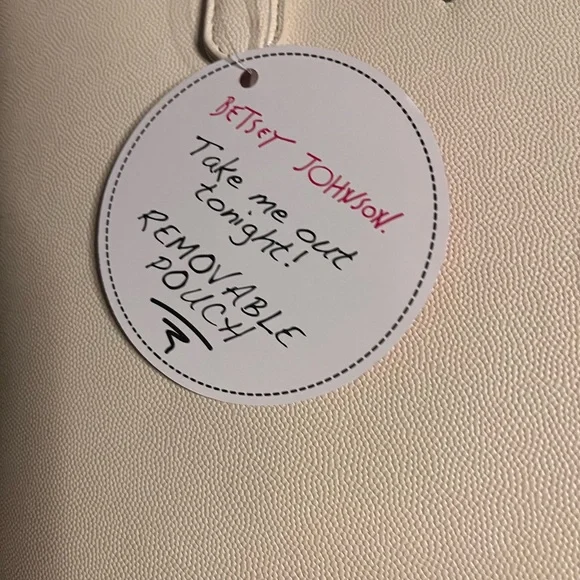 BETSEY JOHNSON.
Take me out
tonight!
REMOVABLE
POUCH